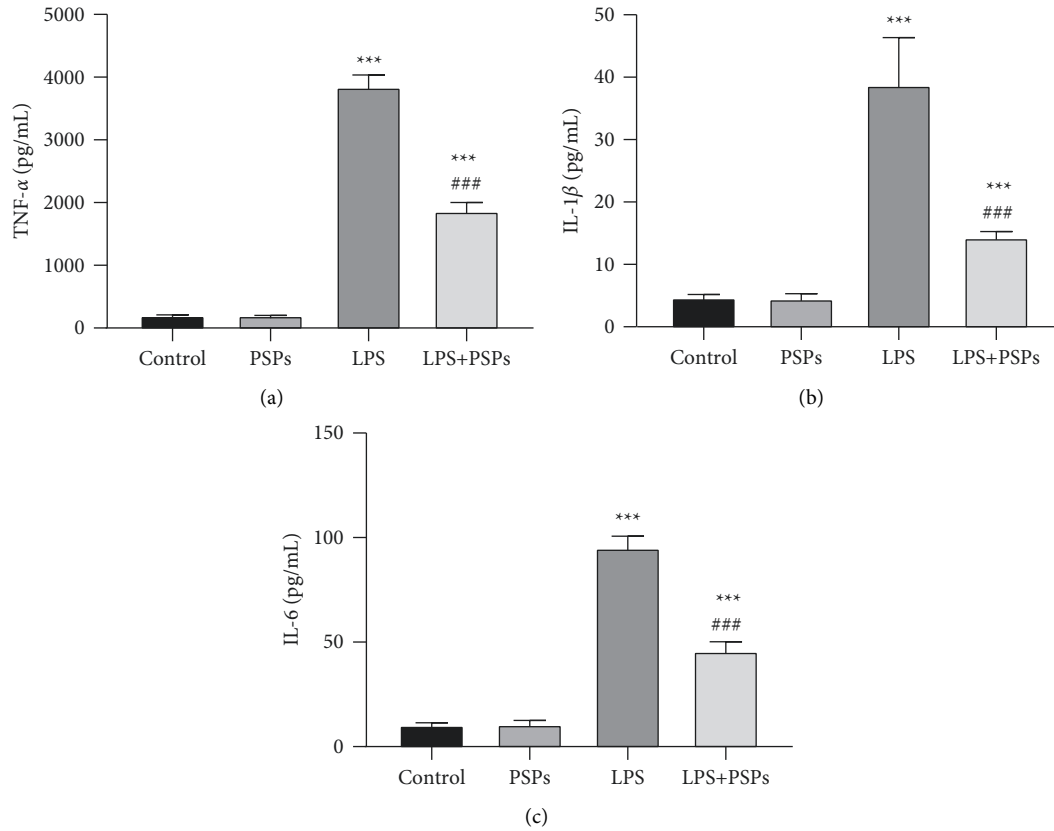 TNF-α (pg/mL)
5000
4000
3000
2000
1000
0
***
***
###
Control PSPs LPS LPS+PSPs
(a)
IL-1β (pg/mL)
50
40
30
20
10
0
***
***
###
Control PSPs LPS LPS+PSPs
(b)
IL-6 (pg/mL)
150
100
50
0
***
***
###
Control PSPs LPS LPS+PSPs
(c)